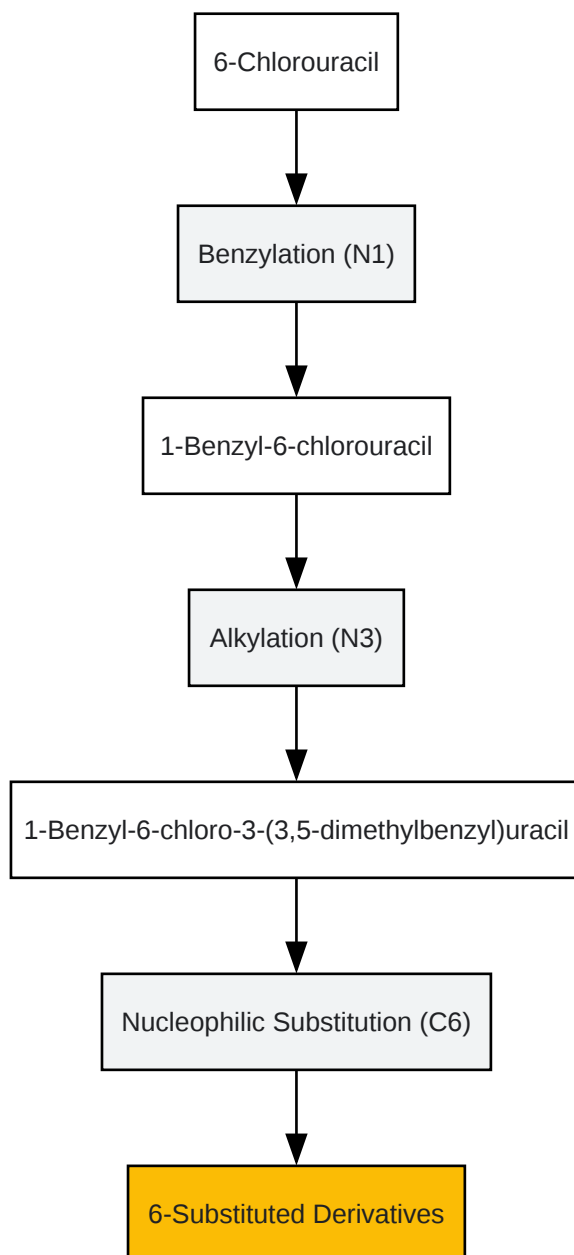 6-Chlorouracil
Benzylation (N1)
1-Benzyl-6-chlorouracil
Alkylation (N3)
1-Benzyl-6-chloro-3-(3,5-dimethylbenzyl)uracil
Nucleophilic Substitution (C6)
6-Substituted Derivatives